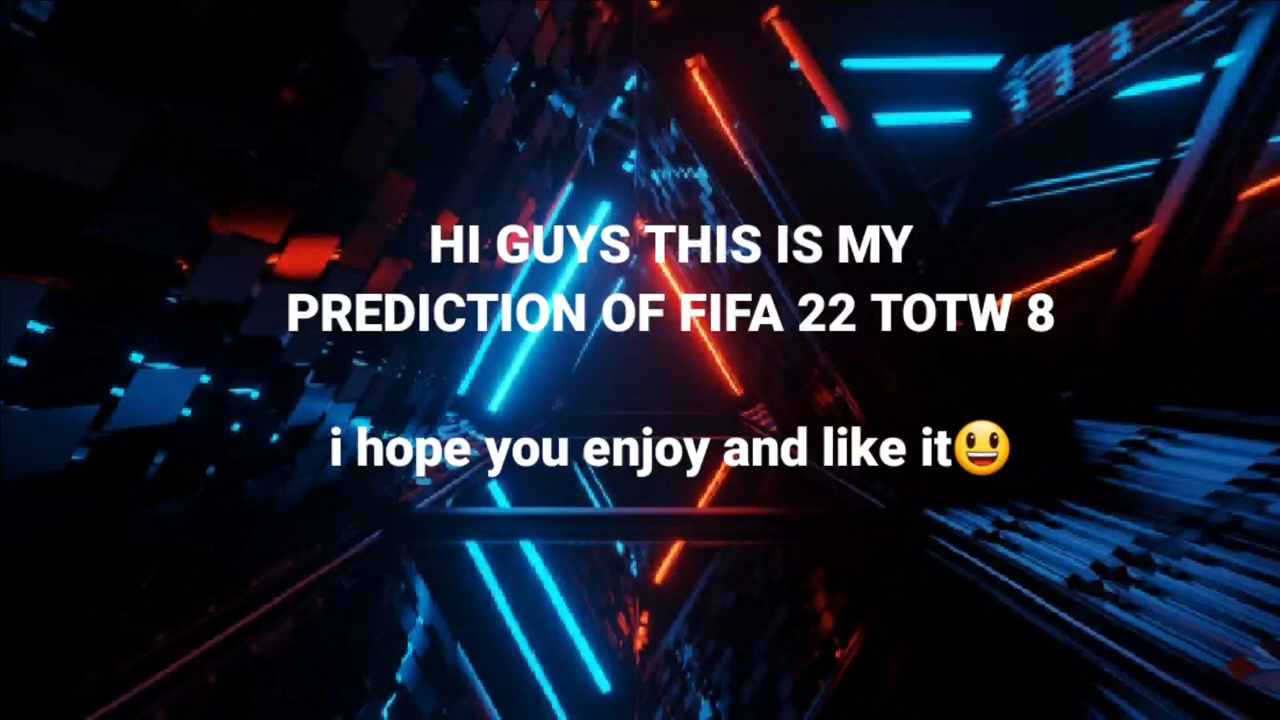 HI GUYS THIS IS MY
PREDICTION OF FIFA 22 TOTW 8
i hope you enjoy and like it😃